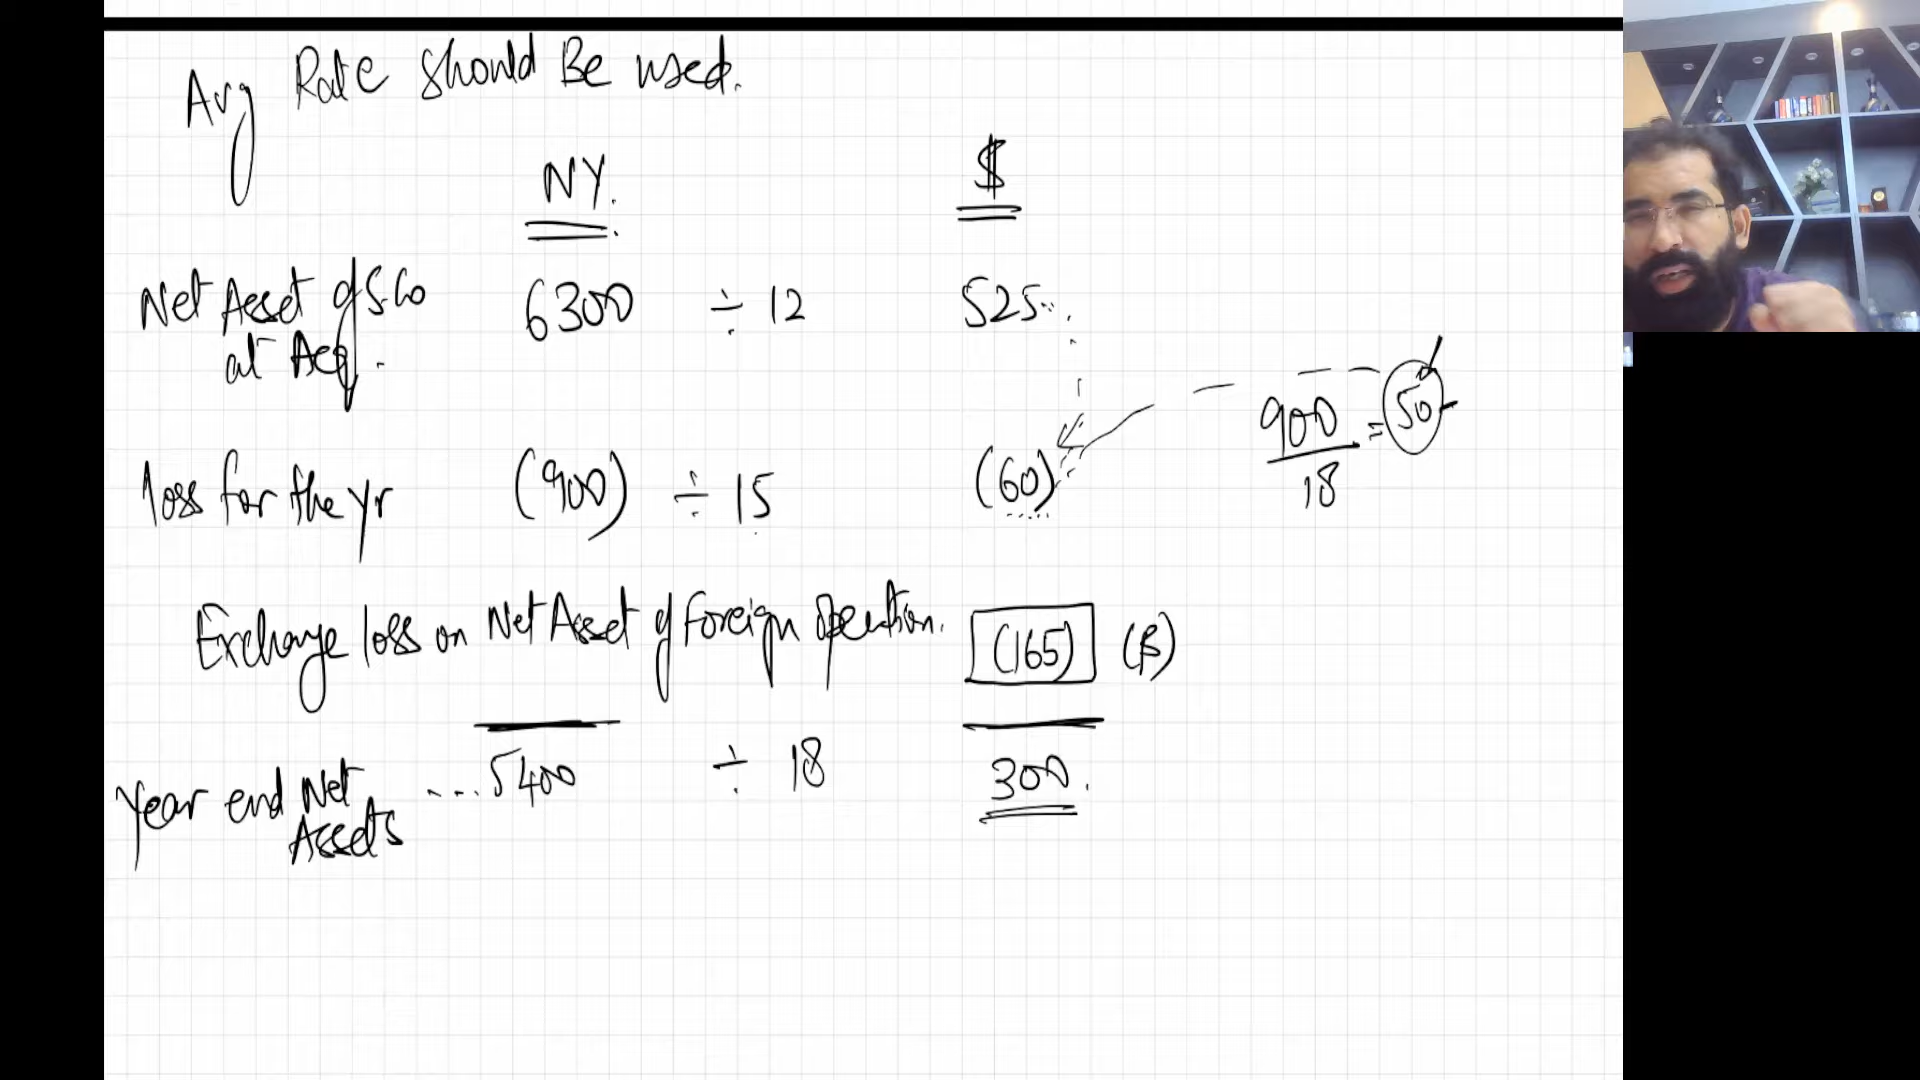 Avg Rate should Be used.
NY. $
Net Asset of S.Co 6300 ÷ 12 525
at Acq.
900/18 = 50
loss for the yr (900) ÷ 15 (60)
Exchange loss on Net Asset of Foreign operation. (165) (B)
Year end Net ... 5400 ÷ 18 300.
Assets